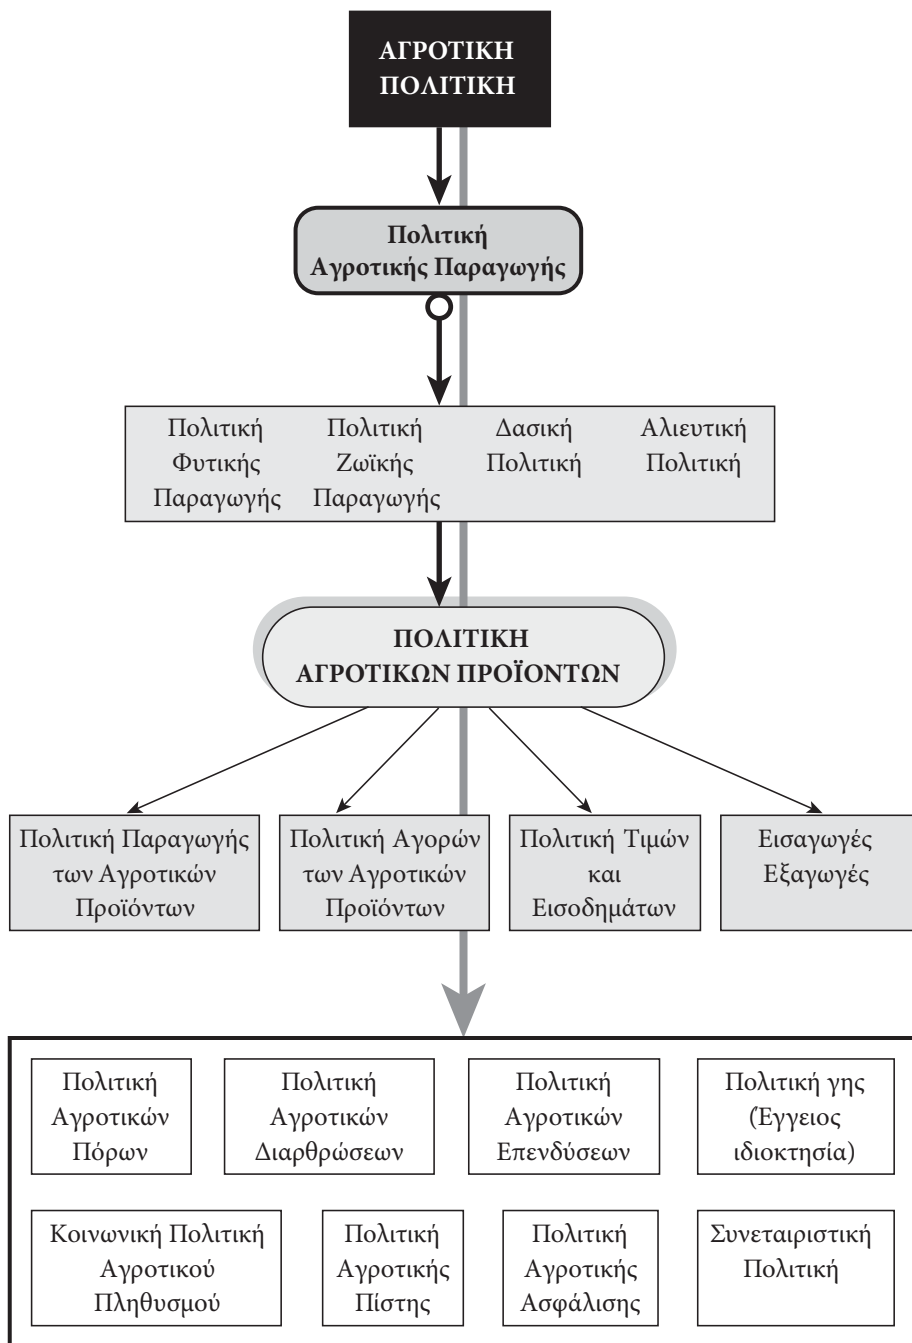 ΑΓΡΟΤΙΚΗ
ΠΟΛΙΤΙΚΗ
Πολιτική
Αγροτικής Παραγωγής
Πολιτική
Φυτικής
Παραγωγής
Πολιτική
Ζωϊκής
Παραγωγής
Δασική
Πολιτική
Αλιευτική
Πολιτική
ΠΟΛΙΤΙΚΗ
ΑΓΡΟΤΙΚΩΝ ΠΡΟΪΟΝΤΩΝ
Πολιτική Παραγωγής
των Αγροτικών
Προϊόντων
Πολιτική Αγορών
των Αγροτικών
Προϊόντων
Πολιτική Τιμών
και
Εισοδημάτων
Εισαγωγές
Εξαγωγές
Πολιτική
Αγροτικών
Πόρων
Πολιτική
Αγροτικών
Διαρθρώσεων
Πολιτική
Αγροτικών
Επενδύσεων
Πολιτική γης
(Έγγειος
ιδιοκτησία)
Κοινωνική Πολιτική
Αγροτικού
Πληθυσμού
Πολιτική
Αγροτικής
Πίστης
Πολιτική
Αγροτικής
Ασφάλισης
Συνεταιριστική
Πολιτική